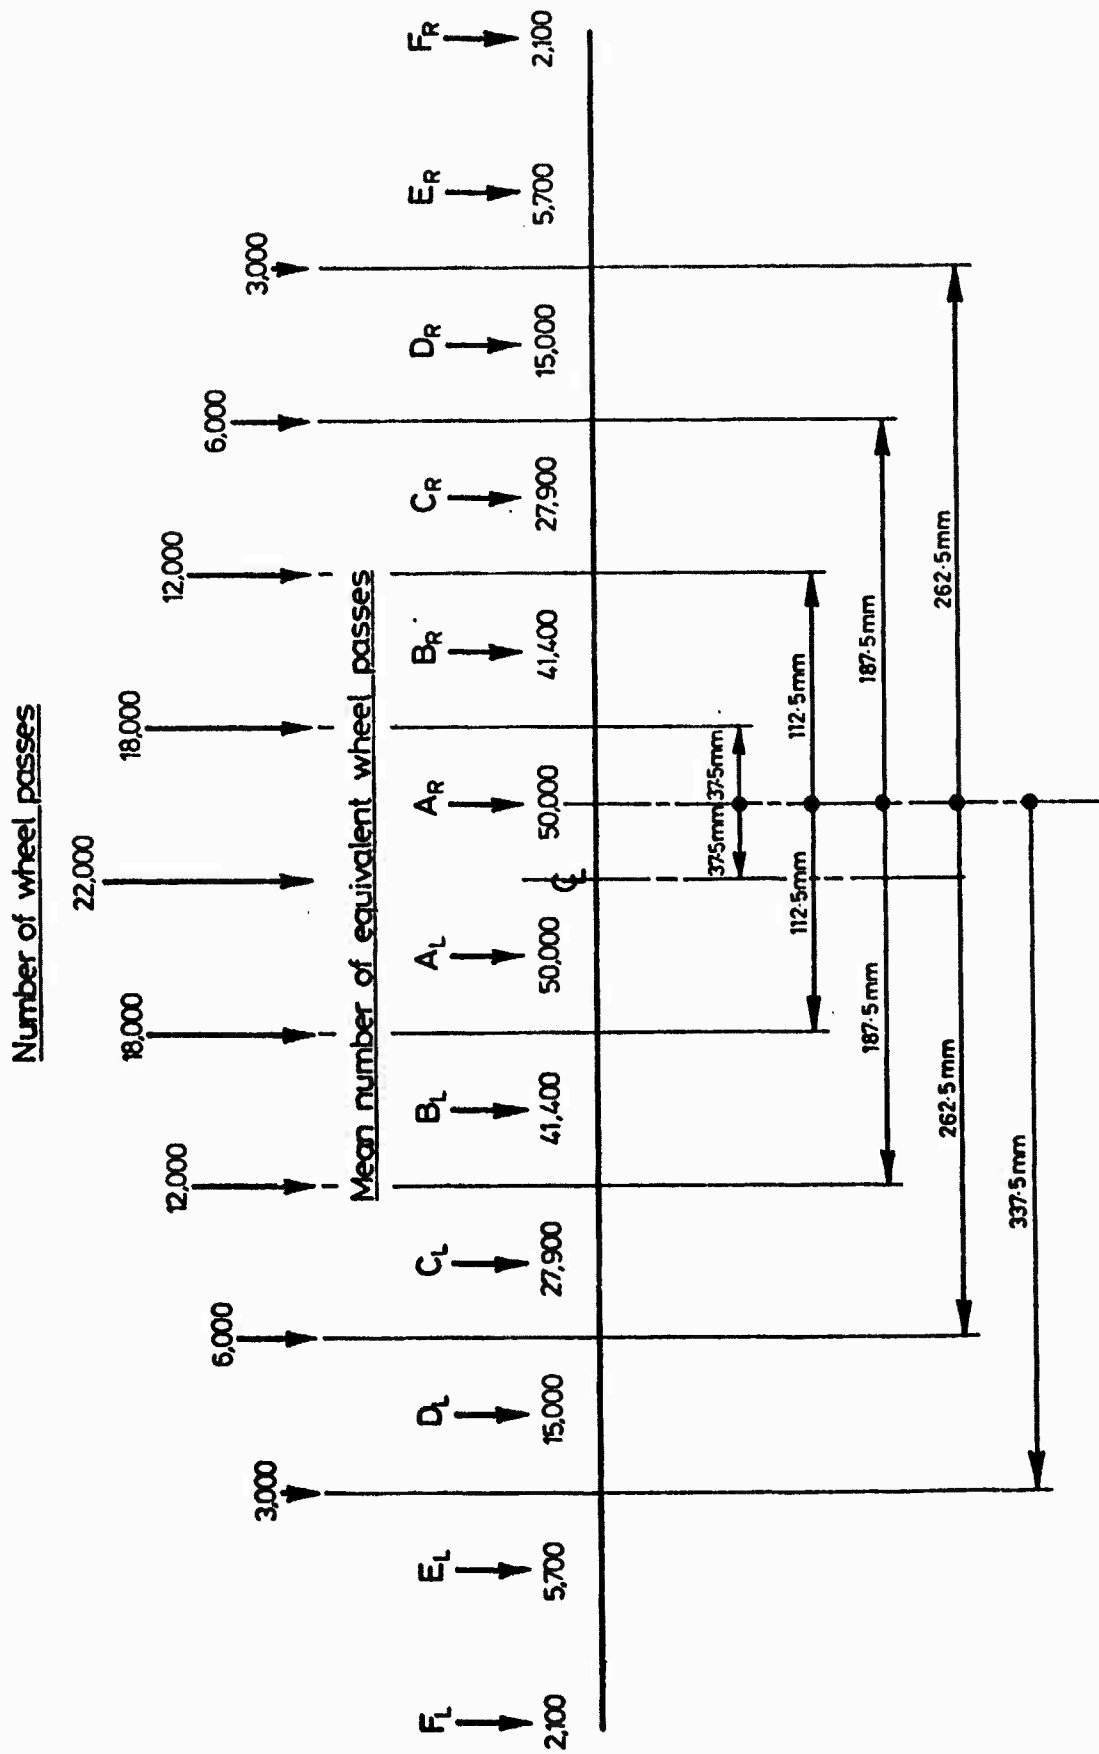 Number of wheel passes
22,000
18,000 18,000
12,000 12,000
6,000 6,000
3,000 3,000
Mean number of equivalent wheel passes
F_L E_L D_L C_L B_L A_L A_R B_R C_R D_R E_R F_R
2,100 5,700 15,000 27,900 41,400 50,000 50,000 41,400 27,900 15,000 5,700 2,100
CL
37·5mm 37·5mm
112·5mm 112·5mm
187·5mm 187·5mm
262·5mm 262·5mm
337·5mm